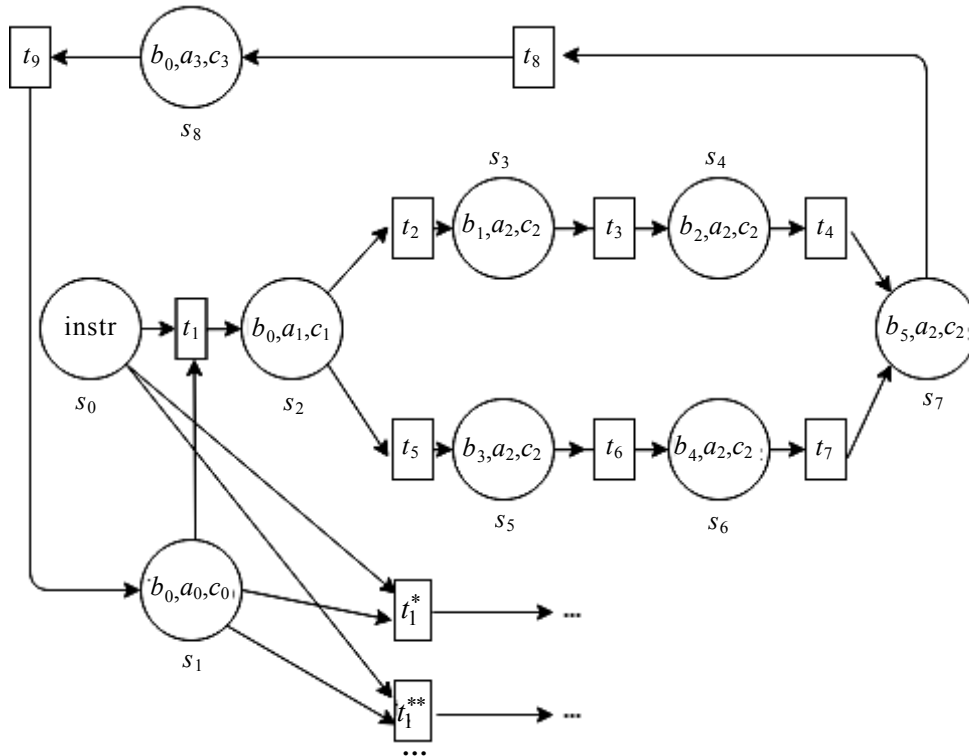 t₉
b₀,a₃,c₃
t₈
s₈
s₃
s₄
t₂
b₁,a₂,c₂
t₃
b₂,a₂,c₂
t₄
instr
t₁
b₀,a₁,c₁
b₅,a₂,c₂
s₀
s₂
s₇
t₅
b₃,a₂,c₂
t₆
b₄,a₂,c₂
t₇
s₅
s₆
b₀,a₀,c₀
t₁*
...
s₁
t₁**
...
...